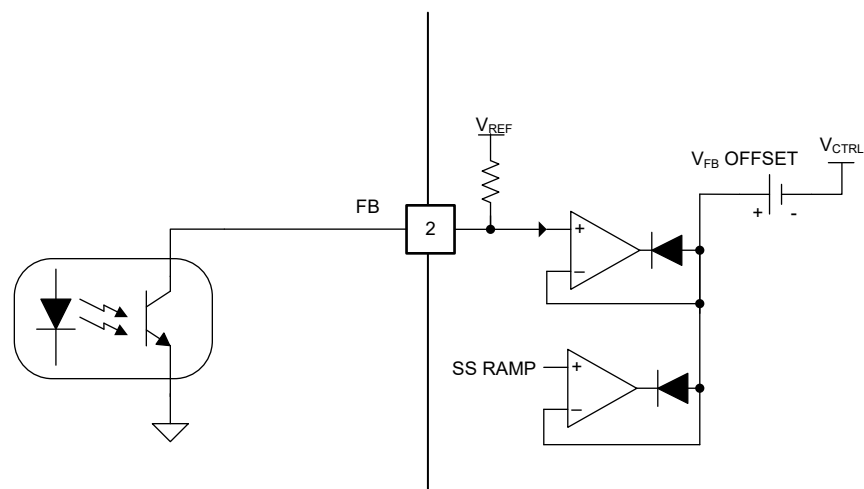 V_REF
V_FB OFFSET
V_CTRL
FB
2
+
-
+
–
SS RAMP
+
–